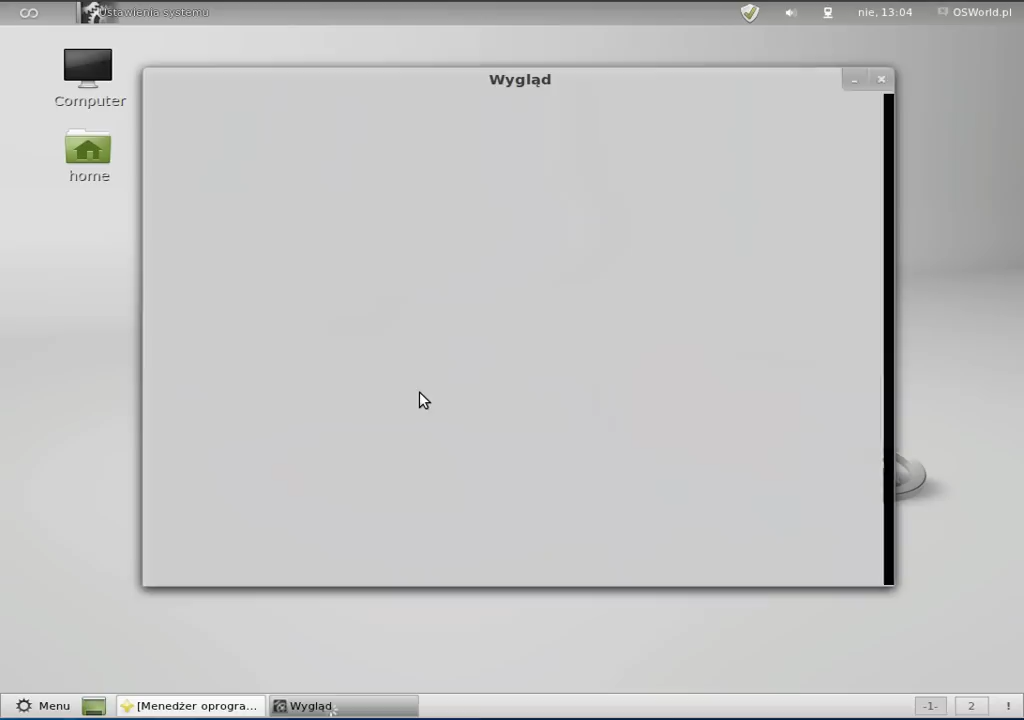 Ustawienia systemu
nie, 13:04
OSWorld.pl
Computer
home
Wygląd
Menu
[Menedżer oprogra...
Wygląd
-1-
2
!